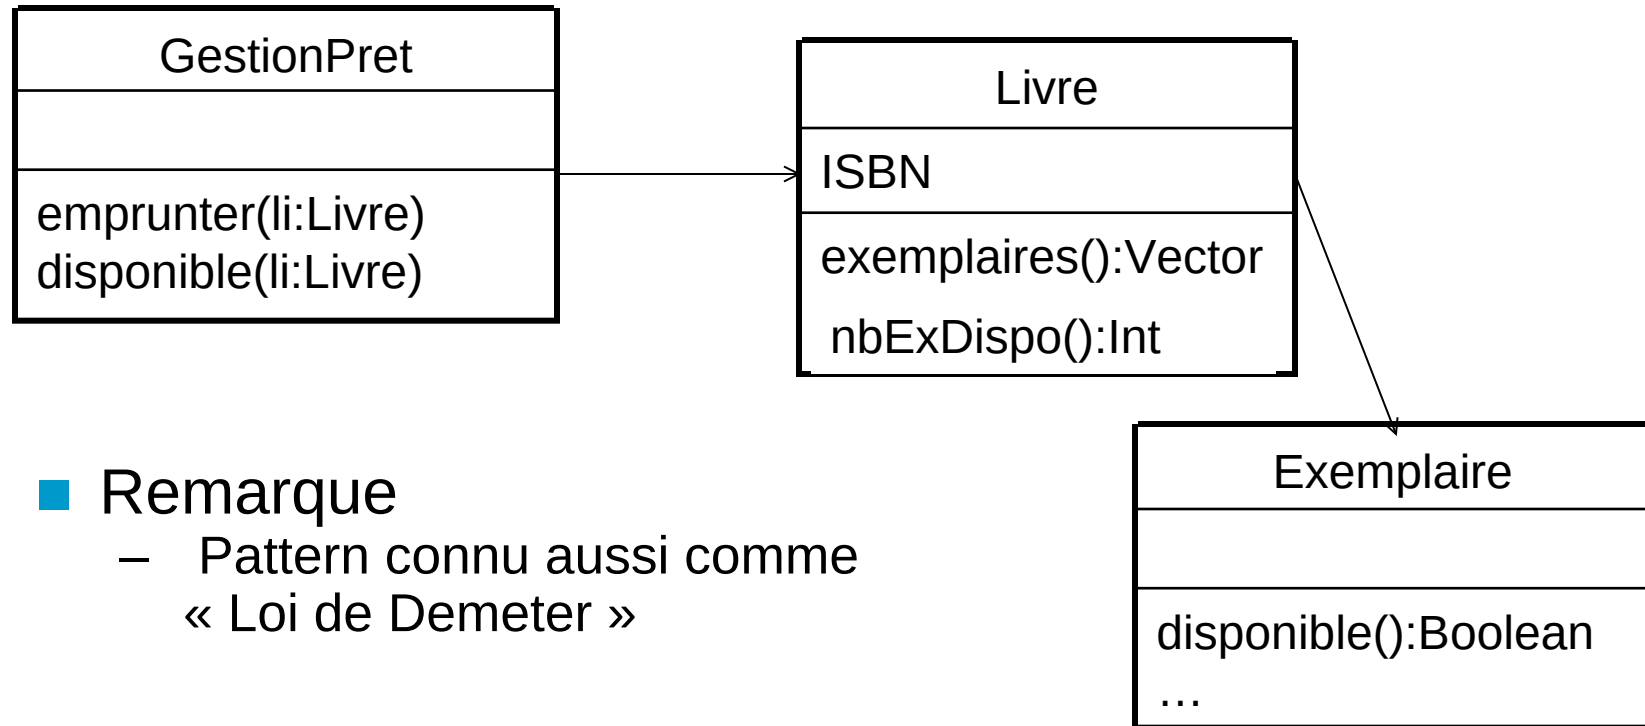 GestionPret
emprunter(li:Livre)
disponible(li:Livre)
Livre
ISBN
exemplaires():Vector
nbExDispo():Int
Exemplaire
disponible():Boolean
…
Remarque
– Pattern connu aussi comme
« Loi de Demeter »